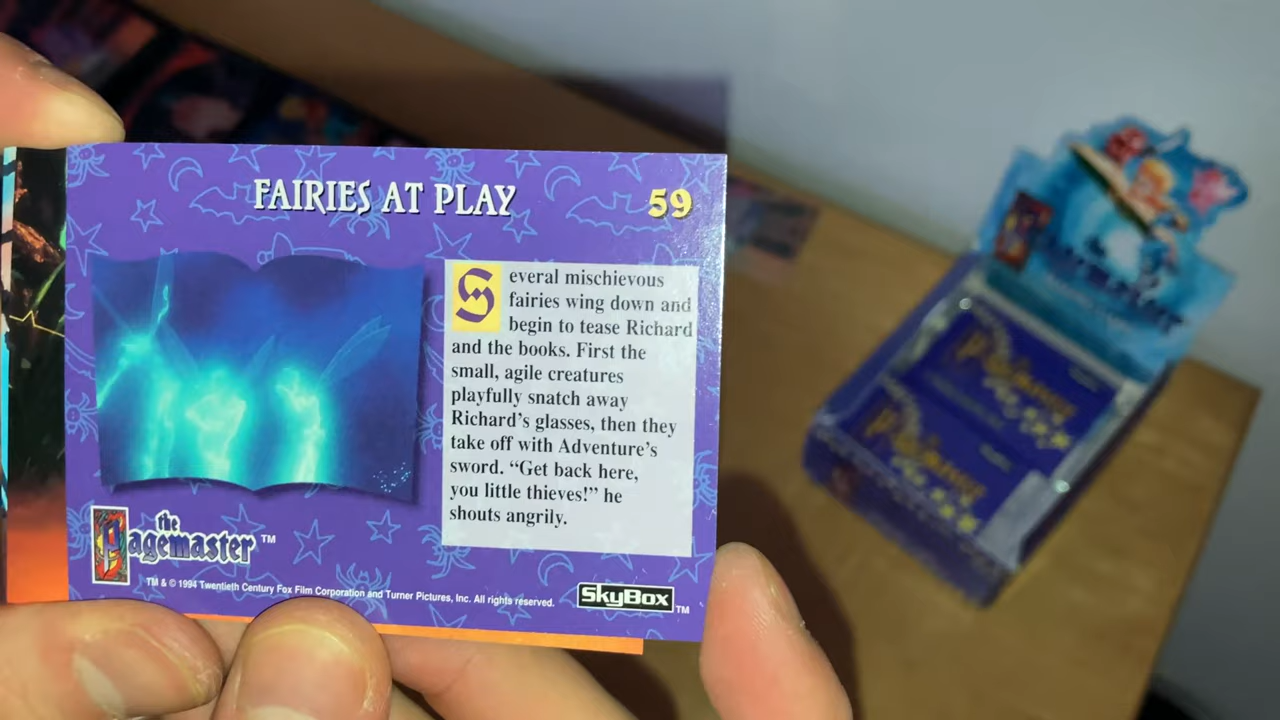 FAIRIES AT PLAY
59
Several mischievous
fairies wing down and
begin to tease Richard
and the books. First the
small, agile creatures
playfully snatch away
Richard's glasses, then they
take off with Adventure's
sword. “Get back here,
you little thieves!” he
shouts angrily.
the
Pagemaster TM
TM & © 1994 Twentieth Century Fox Film Corporation and Turner Pictures, Inc. All rights reserved.
SkyBox TM